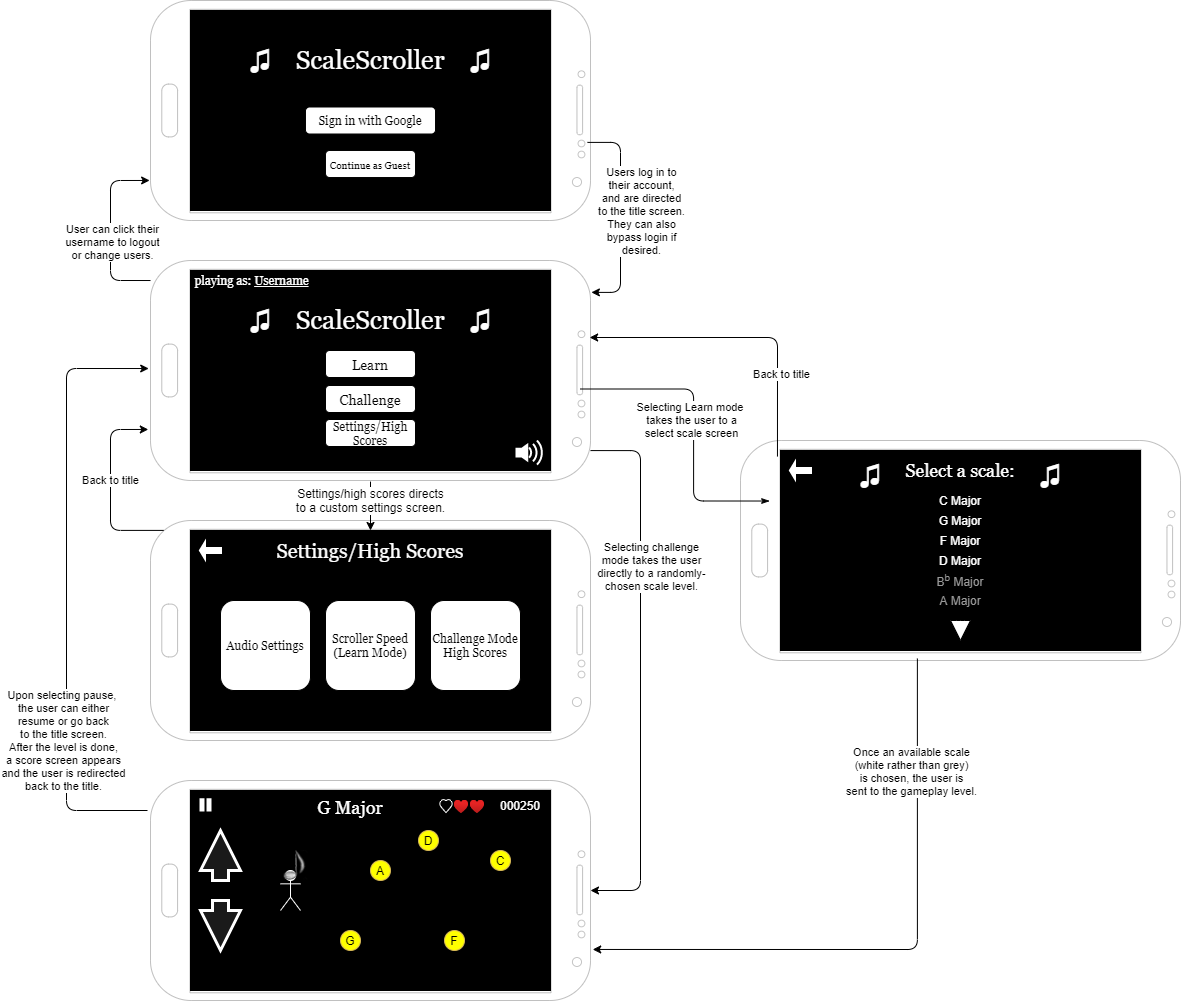 ScaleScroller
Sign in with Google
Continue as Guest
Users log in to
their account,
and are directed
to the title screen.
They can also
bypass login if
desired.
User can click their
username to logout
or change users.
playing as: Username
ScaleScroller
Learn
Challenge
Settings/High
Scores
Back to title
Selecting Learn mode
takes the user to a
select scale screen
Back to title
Settings/high scores directs
to a custom settings screen.
Select a scale:
C Major
G Major
F Major
D Major
Bb Major
A Major
Settings/High Scores
Audio Settings
Scroller Speed
(Learn Mode)
Challenge Mode
High Scores
Selecting challenge
mode takes the user
directly to a randomly-
chosen scale level.
Upon selecting pause,
the user can either
resume or go back
to the title screen.
After the level is done,
a score screen appears
and the user is redirected
back to the title.
Once an available scale
(white rather than grey)
is chosen, the user is
sent to the gameplay level.
G Major
000250
D
C
A
G
F